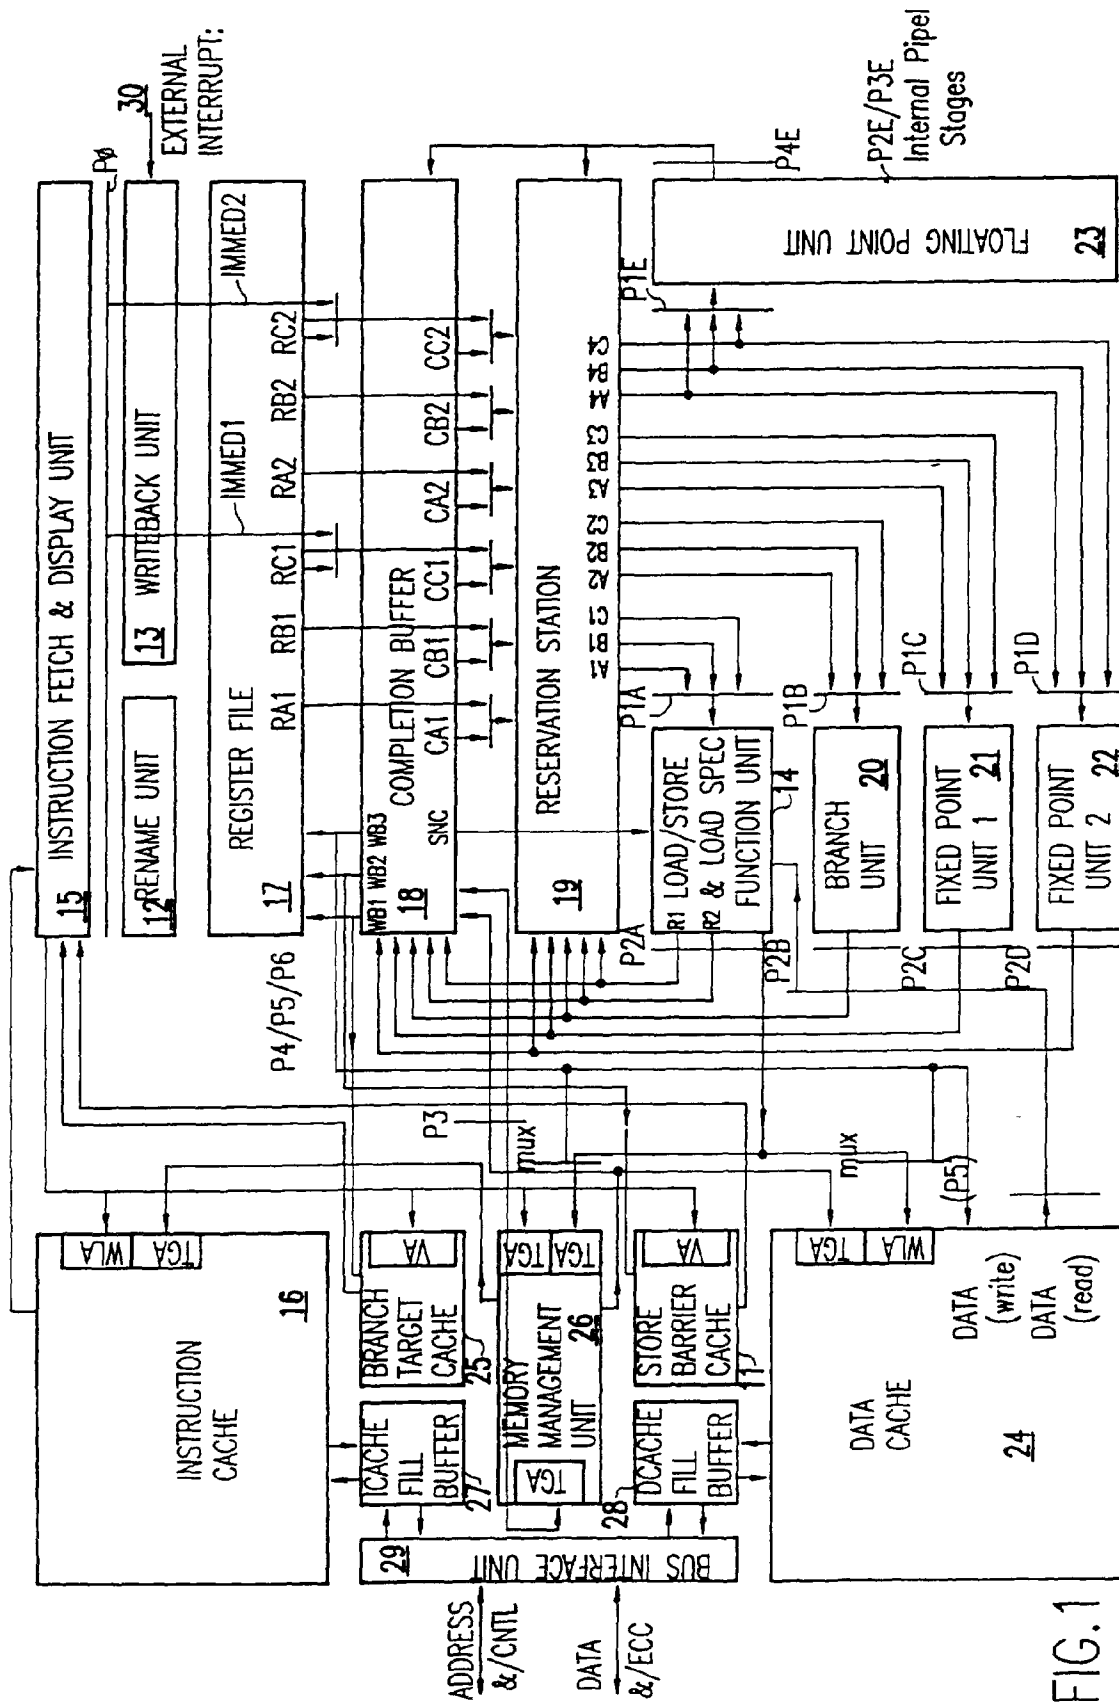 INSTRUCTION FETCH & DISPLAY UNIT
15
PØ
12
RENAME UNIT
13
WRITEBACK UNIT
30
EXTERNAL
INTERRUPT:
REGISTER FILE
17
IMMED1
IMMED2
RA1
RB1
RC1
RA2
RB2
RC2
P4/P5/P6
WB1
WB2
WB3
COMPLETION BUFFER
18
SNC
CA1
CB1
CC1
CA2
CB2
CC2
RESERVATION STATION
19
A1
B1
C1
A2
B2
C2
A3
B3
C3
A4
B4
C4
P1A
P1B
P1C
P1D
P1E
P4E
P2A
P2B
P2C
P2D
R1 LOAD/STORE
R2 & LOAD SPEC
FUNCTION UNIT
14
BRANCH
UNIT
20
FIXED POINT
UNIT 1
21
FIXED POINT
UNIT 2
22
FLOATING POINT UNIT
23
P2E/P3E
Internal Pipel
Stages
P3
mux
mux
(P5)
INSTRUCTION
CACHE
16
WLA
TGA
BRANCH
TARGET
CACHE
25
VA
MEMORY
MANAGEMENT
UNIT
26
TGA
TGA
TGA
STORE
BARRIER
CACHE
11
VA
ICACHE
FILL
BUFFER
27
DCACHE
FILL
BUFFER
28
29
BUS INTERFACE UNIT
ADDRESS
&/CNTL
DATA
&/ECC
DATA
CACHE
24
TGA
WLA
DATA
(write)
DATA
(read)
FIG. 1